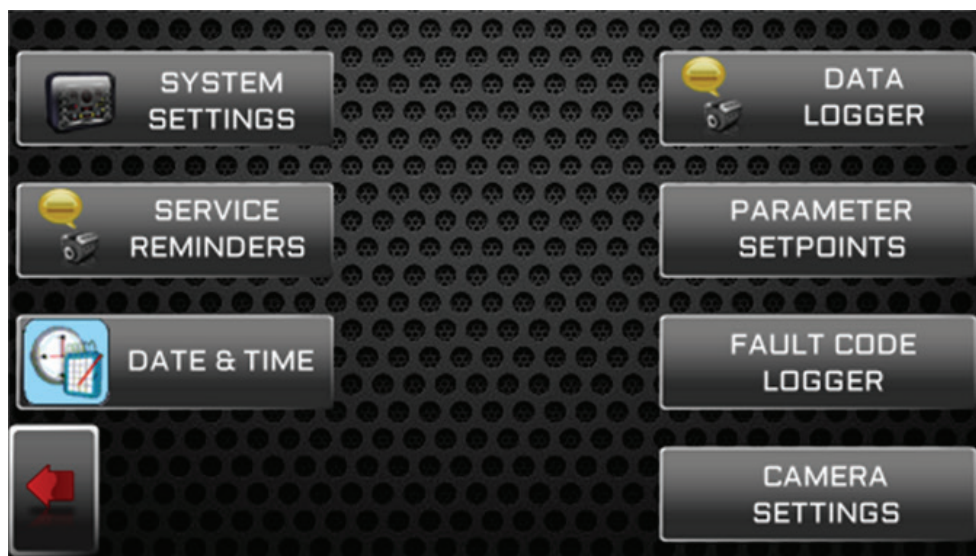 SYSTEM
SETTINGS
SERVICE
REMINDERS
DATE & TIME
DATA
LOGGER
PARAMETER
SETPOINTS
FAULT CODE
LOGGER
CAMERA
SETTINGS